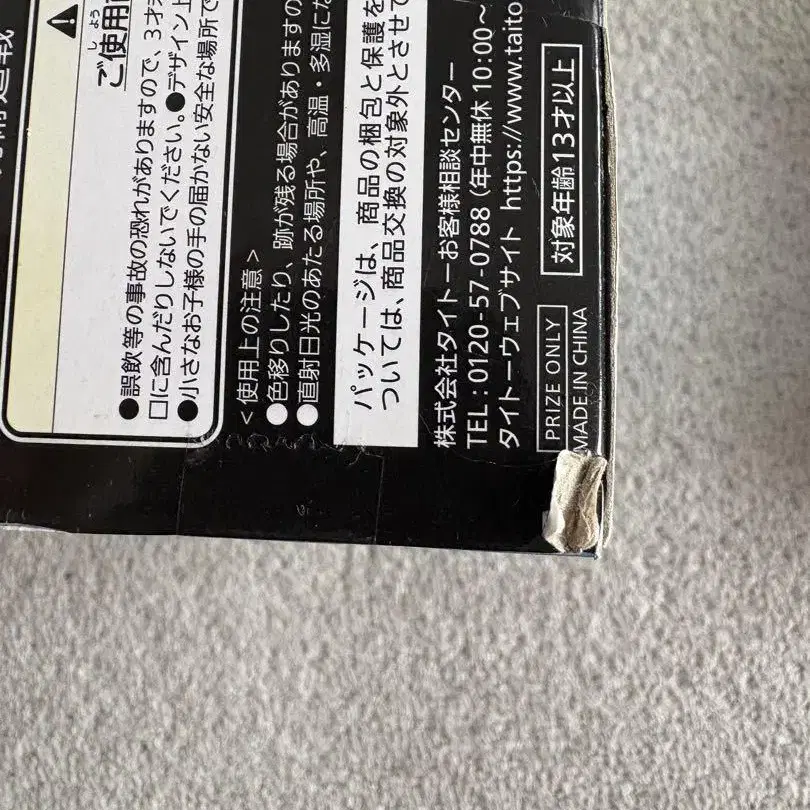 ご使用
しよう
●誤飲等の事故の恐れがありますので、3才
口に含んだりしないでください。●デザイン上
●小さなお子様の手の届かない安全な場所で
<使用上の注意>
●色移りしたり、跡が残る場合がありますの
●直射日光のあたる場所や、高温・多湿にな
パッケージは、商品の梱包と保護を
ついては、商品交換の対象外とさせて
株式会社タイトーお客様相談センター
TEL:0120-57-0788(年中無休 10:00~
タイトーウェブサイト https://www.taito
PRIZE ONLY
MADE IN CHINA
対象年齢13才以上